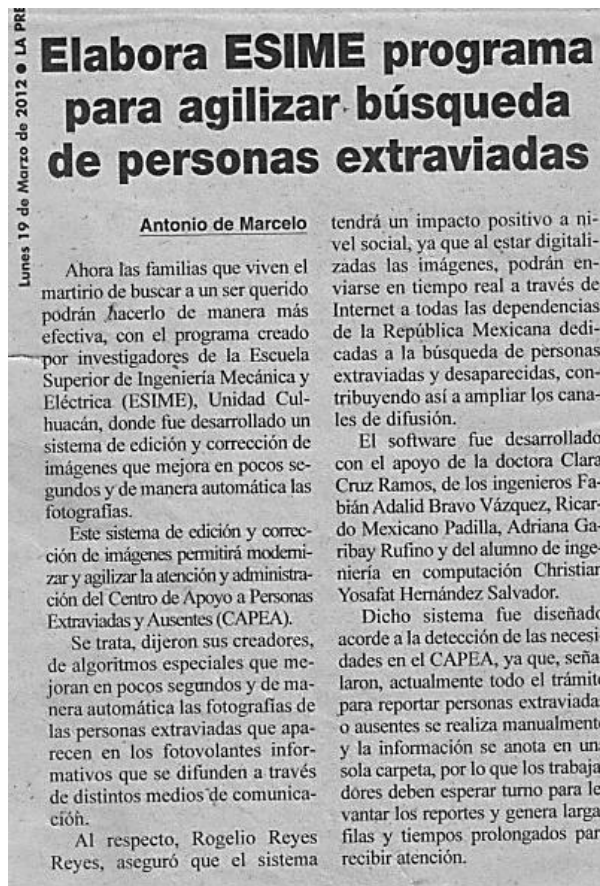 Lunes 19 de Marzo de 2012 ● LA PRE
Elabora ESIME programa
para agilizar búsqueda
de personas extraviadas
Antonio de Marcelo
Ahora las familias que viven el
martirio de buscar a un ser querido
podrán hacerlo de manera más
efectiva, con el programa creado
por investigadores de la Escuela
Superior de Ingeniería Mecánica y
Eléctrica (ESIME), Unidad Cul-
huacán, donde fue desarrollado un
sistema de edición y corrección de
imágenes que mejora en pocos se-
gundos y de manera automática las
fotografías.
Este sistema de edición y correc-
ción de imágenes permitirá moderni-
zar y agilizar la atención y administra-
ción del Centro de Apoyo a Personas
Extraviadas y Ausentes (CAPEA).
Se trata, dijeron sus creadores,
de algoritmos especiales que me-
joran en pocos segundos y de ma-
nera automática las fotografías de
las personas extraviadas que apa-
recen en los fotovolantes infor-
mativos que se difunden a través
de distintos medios de comunica-
ción.
Al respecto, Rogelio Reyes
Reyes, aseguró que el sistema
tendrá un impacto positivo a ni-
vel social, ya que al estar digitali-
zadas las imágenes, podrán en-
viarse en tiempo real a través de
Internet a todas las dependencias
de la República Mexicana dedi-
cadas a la búsqueda de personas
extraviadas y desaparecidas, con-
tribuyendo así a ampliar los cana-
les de difusión.
El software fue desarrollado
con el apoyo de la doctora Clara
Cruz Ramos, de los ingenieros Fa-
bián Adalid Bravo Vázquez, Ricar-
do Mexicano Padilla, Adriana Ga-
ribay Rufino y del alumno de inge-
niería en computación Christian
Yosafat Hernández Salvador.
Dicho sistema fue diseñado
acorde a la detección de las necesi-
dades en el CAPEA, ya que, seña-
laron, actualmente todo el trámite
para reportar personas extraviadas
o ausentes se realiza manualmente
y la información se anota en una
sola carpeta, por lo que los trabaja-
dores deben esperar turno para le-
vantar los reportes y genera largas
filas y tiempos prolongados para
recibir atención.